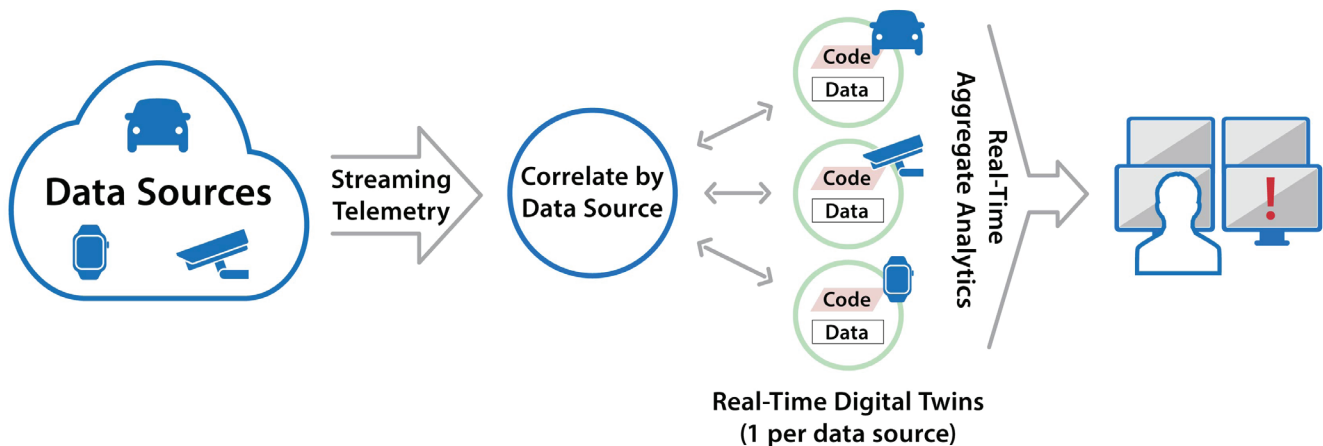 Data Sources
Streaming
Telemetry
Correlate by
Data Source
Code
Data
Code
Data
Code
Data
Real-Time Digital Twins
(1 per data source)
Real-Time
Aggregate Analytics
!